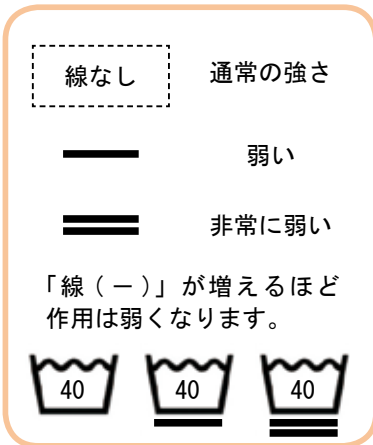 線なし 通常の強さ
弱い
非常に弱い
「線(－)」が増えるほど
作用は弱くなります。
40 40 40